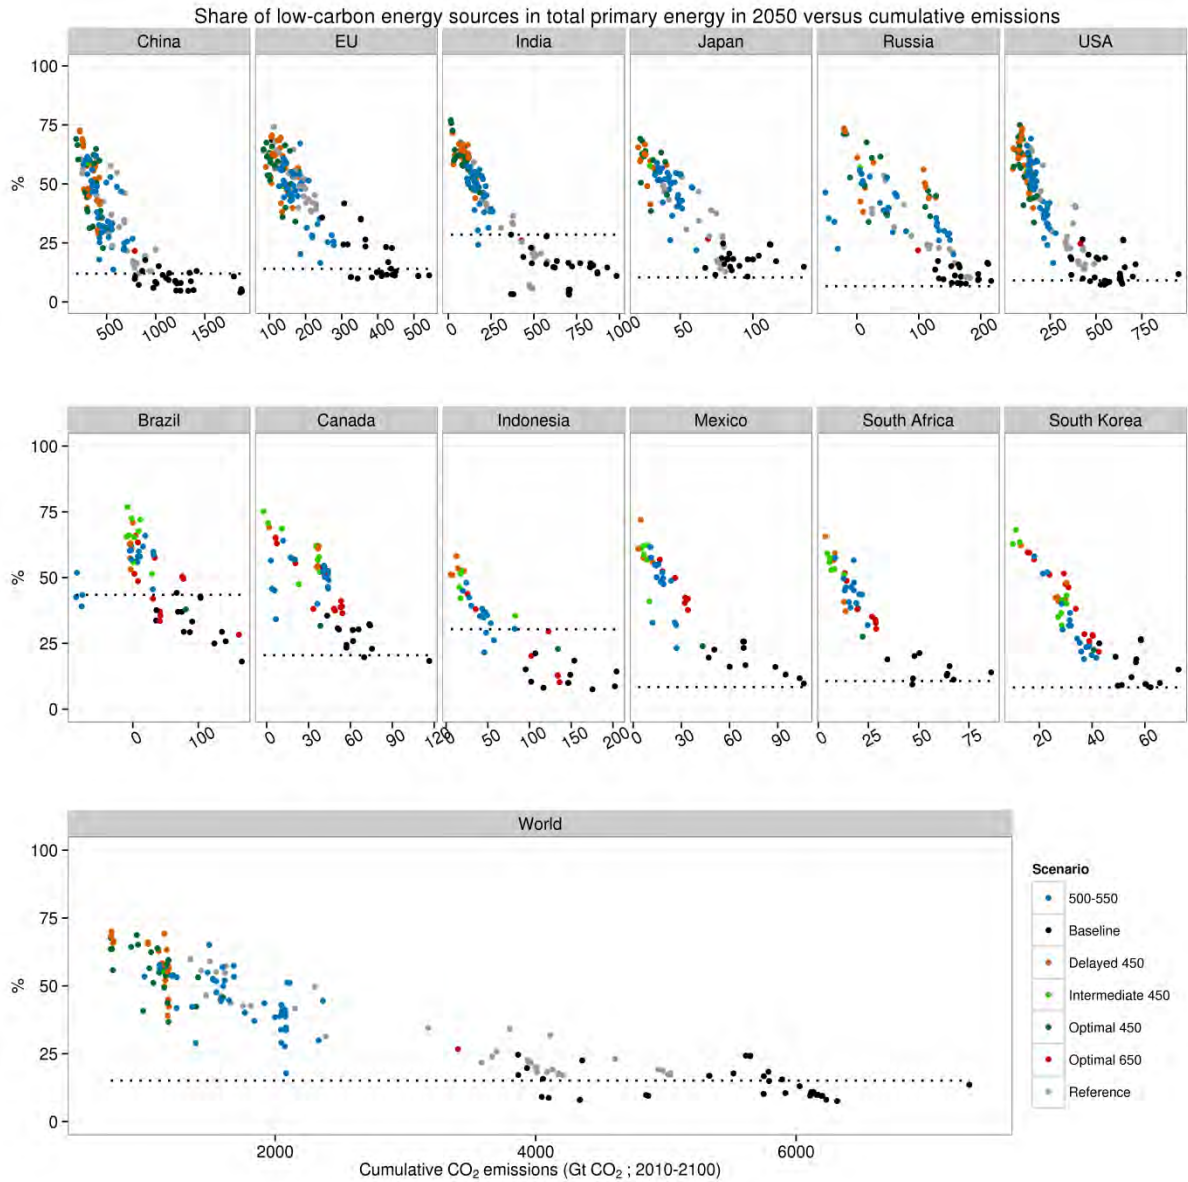 Share of low-carbon energy sources in total primary energy in 2050 versus cumulative emissions
China EU India Japan Russia USA
100
75
50
25
0
%
500 1000 1500
100 200 300 400 500
0 250 500 750 1000
50 100
0 100 200
250 500 750
Brazil Canada Indonesia Mexico South Africa South Korea
100
75
50
25
0
%
0 100
0 30 60 90 120
0 50 100 150 200
0 30 60 90
0 25 50 75
20 40 60
World
100
75
50
25
0
%
2000 4000 6000
Cumulative CO₂ emissions (Gt CO₂ ; 2010-2100)
Scenario
500-550
Baseline
Delayed 450
Intermediate 450
Optimal 450
Optimal 650
Reference